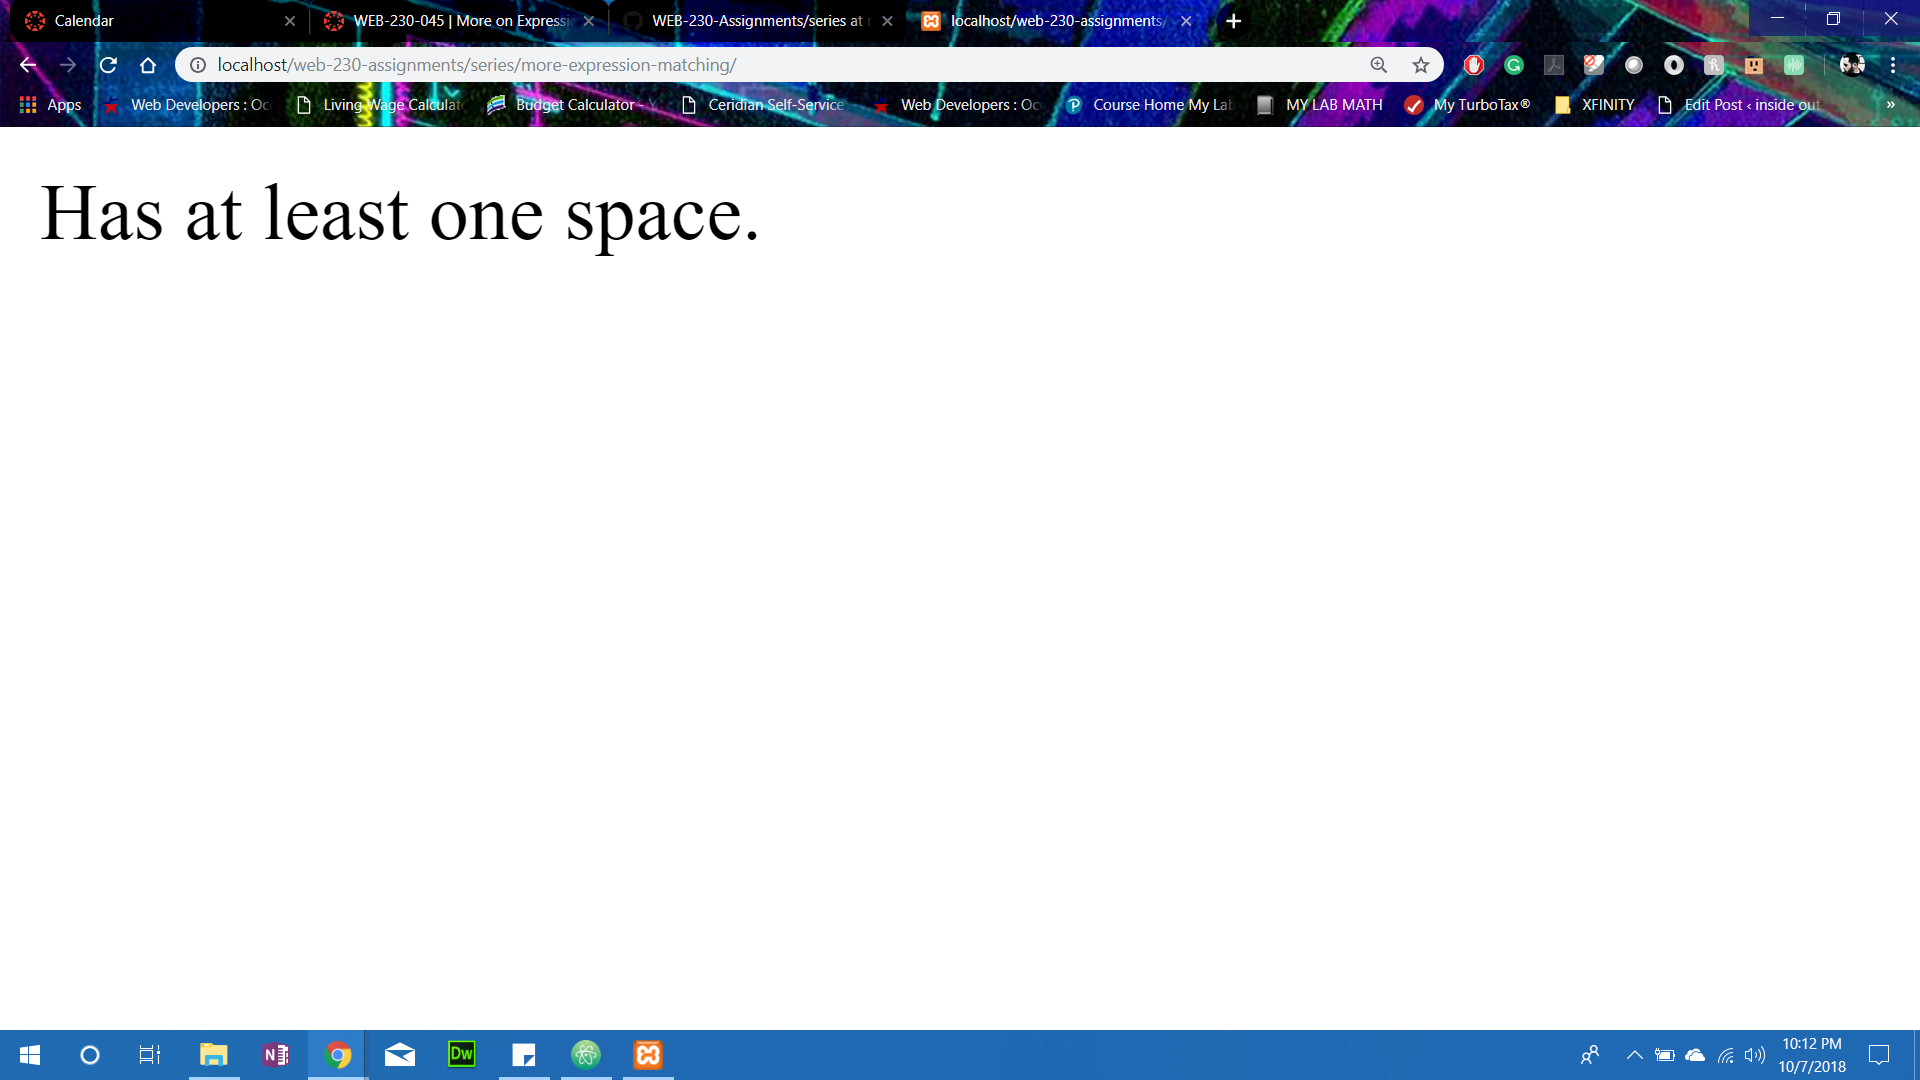 Calendar
WEB-230-045 | More on Expressi
WEB-230-Assignments/series at
localhost/web-230-assignments/
localhost/web-230-assignments/series/more-expression-matching/
Apps
Web Developers : Oc
Living Wage Calculat
Budget Calculator - Y
Ceridian Self-Service
Web Developers : Oc
Course Home My Lab
MY LAB MATH
My TurboTax®
XFINITY
Edit Post ‹ inside out
»
Has at least one space.
N
Dw
10:12 PM
10/7/2018